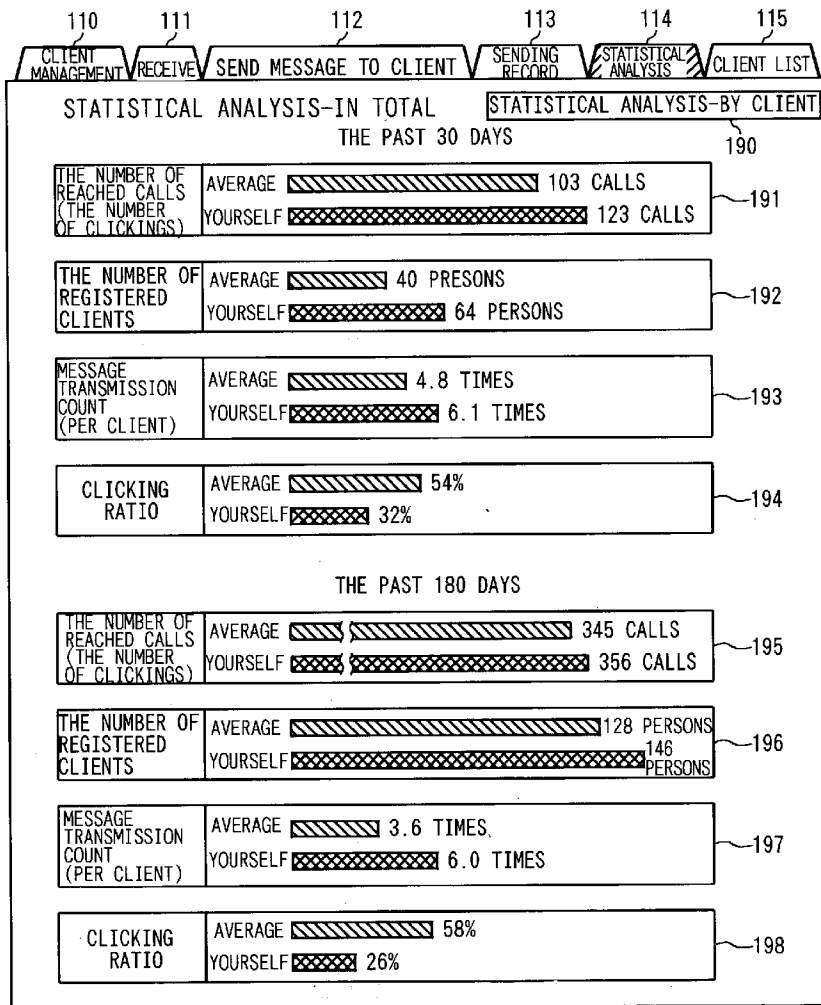 110 111 112 113 114 115
CLIENT MANAGEMENT RECEIVE SEND MESSAGE TO CLIENT SENDING RECORD STATISTICAL ANALYSIS CLIENT LIST
STATISTICAL ANALYSIS-IN TOTAL STATISTICAL ANALYSIS-BY CLIENT
190
THE PAST 30 DAYS
THE NUMBER OF
REACHED CALLS
(THE NUMBER
OF CLICKINGS)
AVERAGE 103 CALLS
YOURSELF 123 CALLS
191
THE NUMBER OF
REGISTERED
CLIENTS
AVERAGE 40 PRESONS
YOURSELF 64 PERSONS
192
MESSAGE
TRANSMISSION
COUNT
(PER CLIENT)
AVERAGE 4.8 TIMES
YOURSELF 6.1 TIMES
193
CLICKING
RATIO
AVERAGE 54%
YOURSELF 32%
194
THE PAST 180 DAYS
THE NUMBER OF
REACHED CALLS
(THE NUMBER
OF CLICKINGS)
AVERAGE 345 CALLS
YOURSELF 356 CALLS
195
THE NUMBER OF
REGISTERED
CLIENTS
AVERAGE 128 PERSONS
YOURSELF 146 PERSONS
196
MESSAGE
TRANSMISSION
COUNT
(PER CLIENT)
AVERAGE 3.6 TIMES
YOURSELF 6.0 TIMES
197
CLICKING
RATIO
AVERAGE 58%
YOURSELF 26%
198